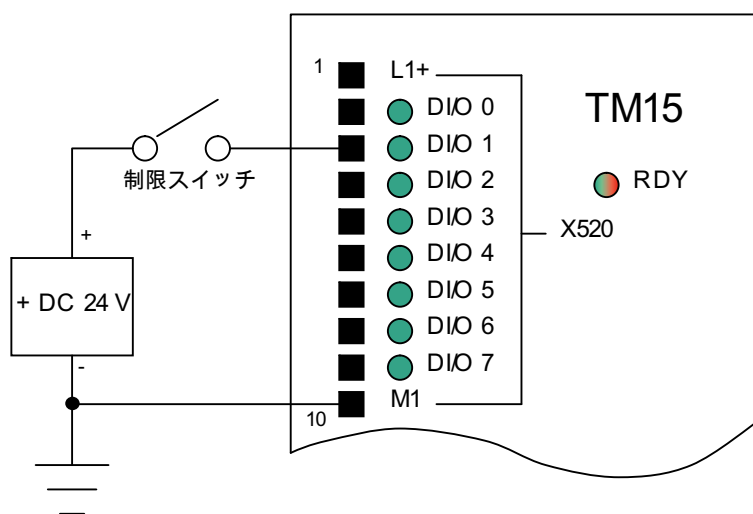 1
L1+
DI/O 0
TM15
DI/O 1
制限スイッチ
DI/O 2
RDY
DI/O 3
X520
+
DI/O 4
+ DC 24 V
DI/O 5
DI/O 6
-
DI/O 7
M1
10